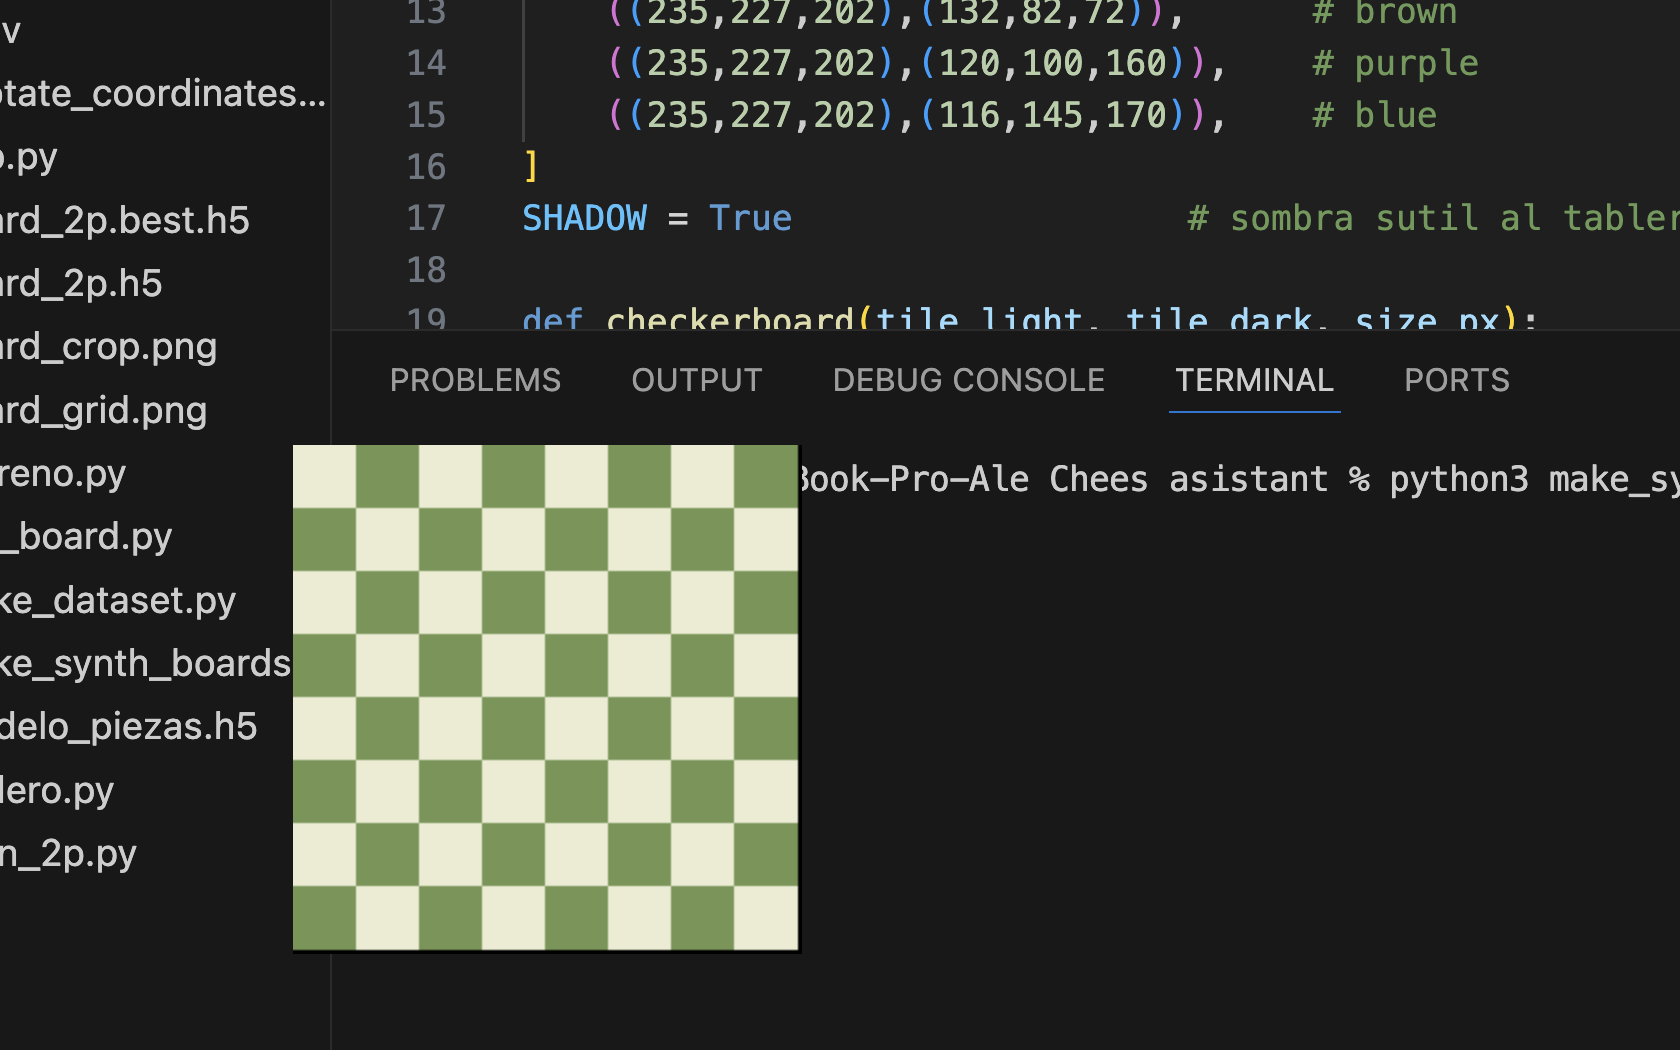 v
otate_coordinates...
o.py
ard_2p.best.h5
ard_2p.h5
ard_crop.png
ard_grid.png
reno.py
_board.py
ke_dataset.py
ke_synth_boards
delo_piezas.h5
lero.py
n_2p.py
13 ((235,227,202),(132,82,72)), # brown
14 ((235,227,202),(120,100,160)), # purple
15 ((235,227,202),(116,145,170)), # blue
16 ]
17 SHADOW = True # sombra sutil al tabler
18
19 def checkerboard(tile_light, tile_dark, size_px):
PROBLEMS OUTPUT DEBUG CONSOLE TERMINAL PORTS
Book-Pro-Ale Chees asistant % python3 make_sy